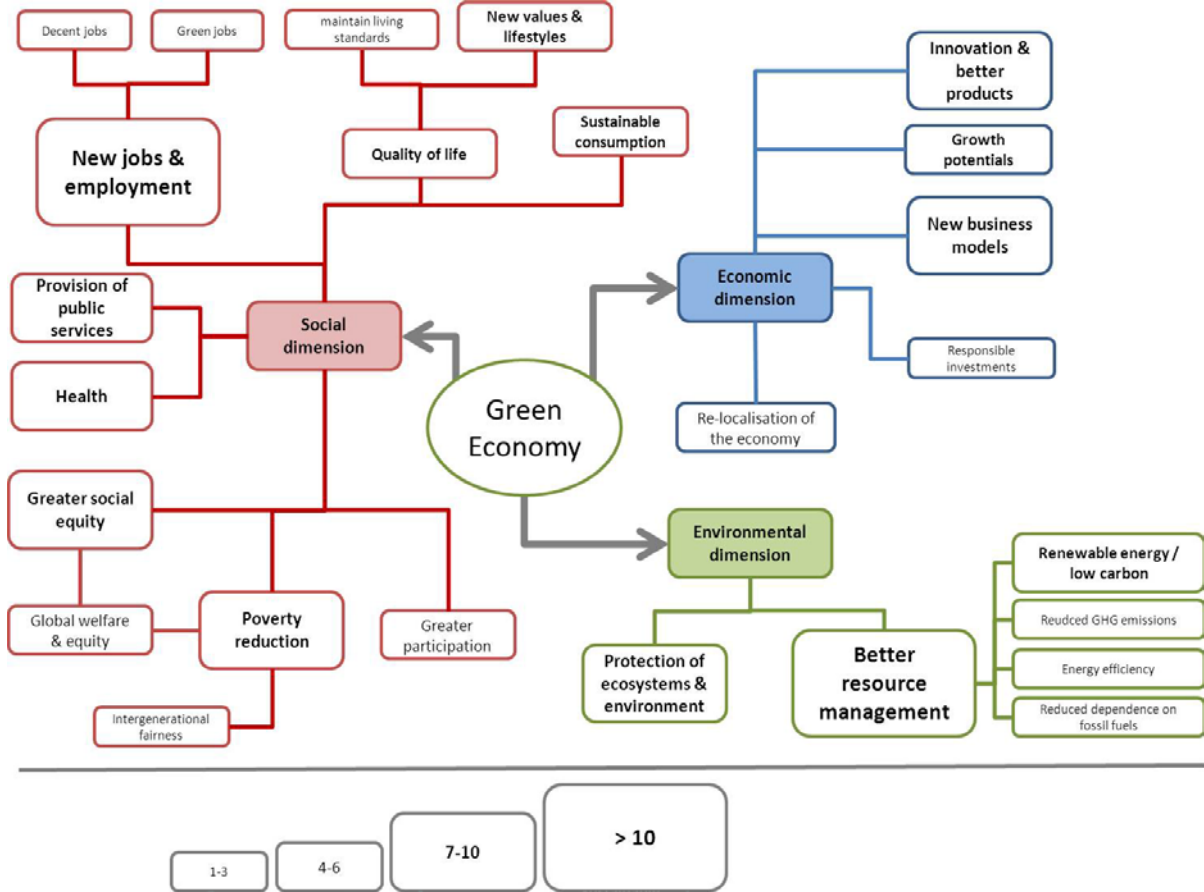 Decent jobs
Green jobs
maintain living
standards
New values &
lifestyles
New jobs &
employment
Quality of life
Sustainable
consumption
Provision of
public
services
Health
Social
dimension
Greater social
equity
Global welfare
& equity
Poverty
reduction
Greater
participation
Intergenerational
fairness
Green
Economy
Innovation &
better
products
Growth
potentials
New business
models
Economic
dimension
Responsible
investments
Re-localisation of
the economy
Environmental
dimension
Protection of
ecosystems &
environment
Better
resource
management
Renewable energy /
low carbon
Reudced GHG emissions
Energy efficiency
Reduced dependence on
fossil fuels
1-3
4-6
7-10
> 10